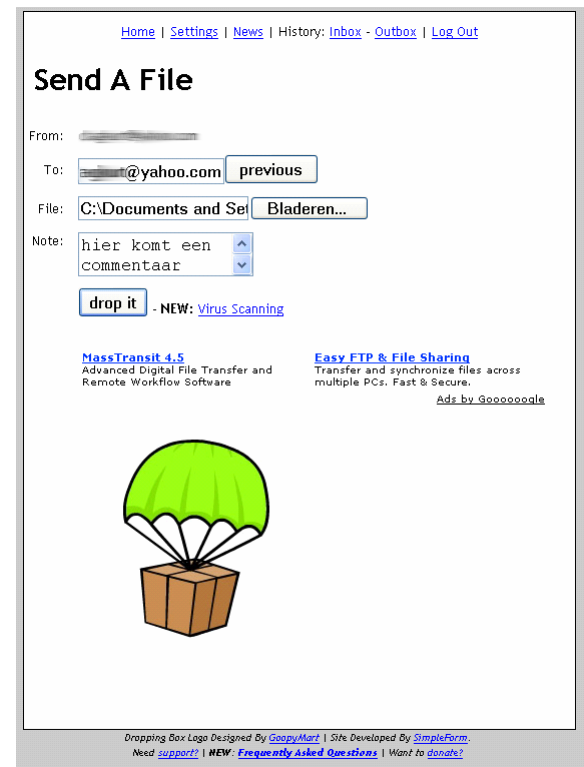 Home | Settings | News | History: Inbox - Outbox | Log Out
Send A File
From:
To: @yahoo.com previous
File: C:\Documents and Set Bladeren...
Note: hier komt een
commentaar
drop it - NEW: Virus Scanning
MassTransit 4.5
Advanced Digital File Transfer and
Remote Workflow Software
Easy FTP & File Sharing
Transfer and synchronize files across
multiple PCs. Fast & Secure.
Ads by Goooooogle
Dropping Box Logo Designed By GoopyMart | Site Developed By SimpleForm.
Need support? | NEW: Frequently Asked Questions | Want to donate?